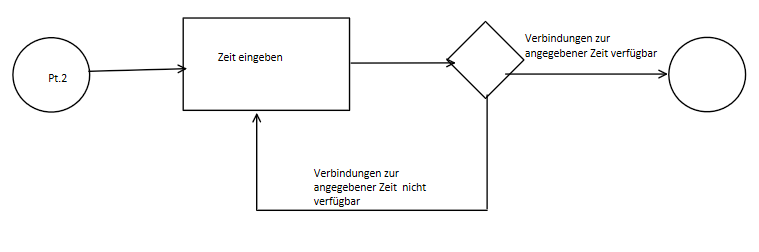 Pt.2
Zeit eingeben
Verbindungen zur
angegebener Zeit verfügbar
Verbindungen zur
angegebener Zeit nicht
verfügbar